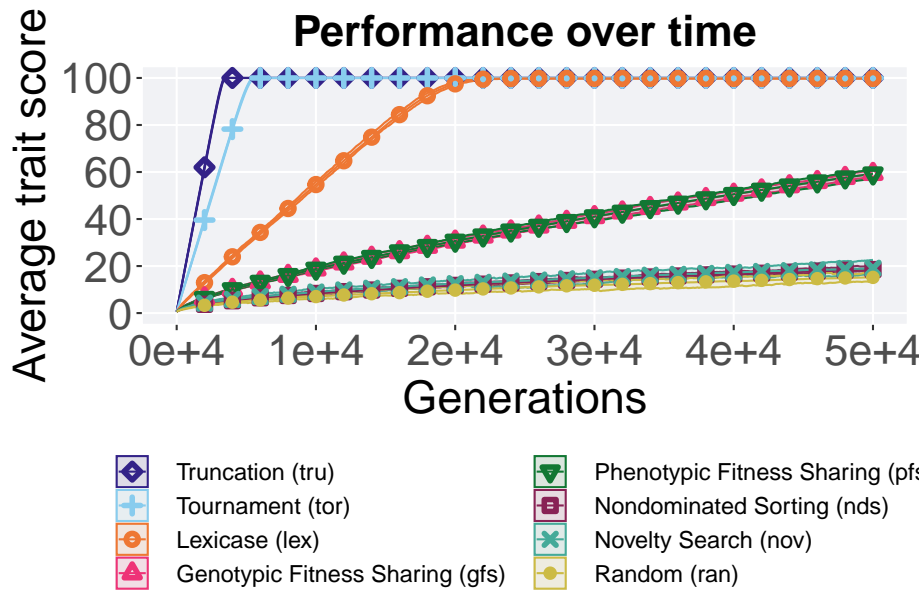 Performance over time
Average trait score
100
80
60
40
20
0
0e+4 1e+4 2e+4 3e+4 4e+4 5e+4
Generations
Truncation (tru)
Tournament (tor)
Lexicase (lex)
Genotypic Fitness Sharing (gfs)
Phenotypic Fitness Sharing (pfs
Nondominated Sorting (nds)
Novelty Search (nov)
Random (ran)